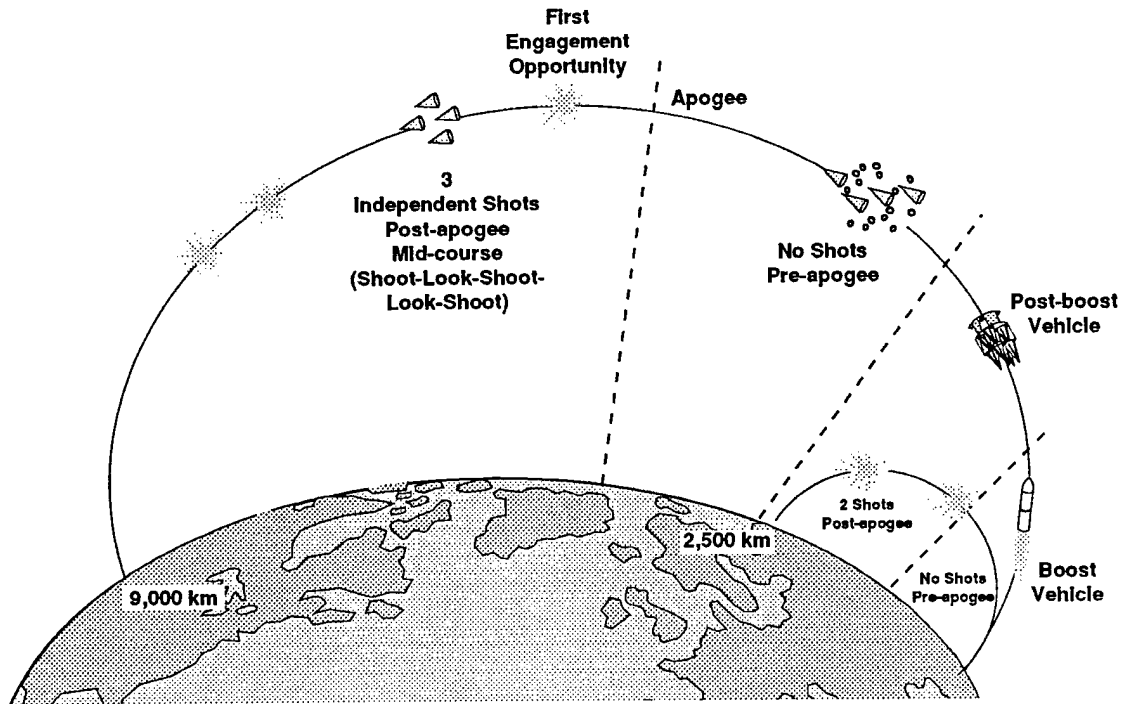 First
Engagement
Opportunity
Apogee
3
Independent Shots
Post-apogee
Mid-course
(Shoot-Look-Shoot-
Look-Shoot)
No Shots
Pre-apogee
Post-boost
Vehicle
2 Shots
Post-apogee
2,500 km
No Shots
Pre-apogee
Boost
Vehicle
9,000 km